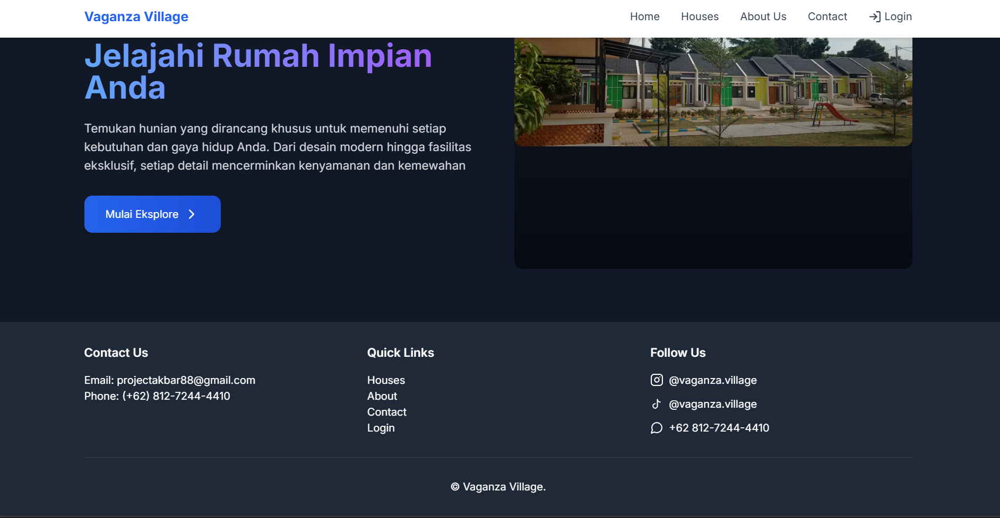 Vaganza Village
Home
Houses
About Us
Contact
Login
Jelajahi Rumah Impian
Anda
Temukan hunian yang dirancang khusus untuk memenuhi setiap
kebutuhan dan gaya hidup Anda. Dari desain modern hingga fasilitas
eksklusif, setiap detail mencerminkan kenyamanan dan kemewahan
Mulai Eksplore
Contact Us
Email: projectakbar88@gmail.com
Phone: (+62) 812-7244-4410
Quick Links
Houses
About
Contact
Login
Follow Us
@vaganza.village
@vaganza.village
+62 812-7244-4410
© Vaganza Village.